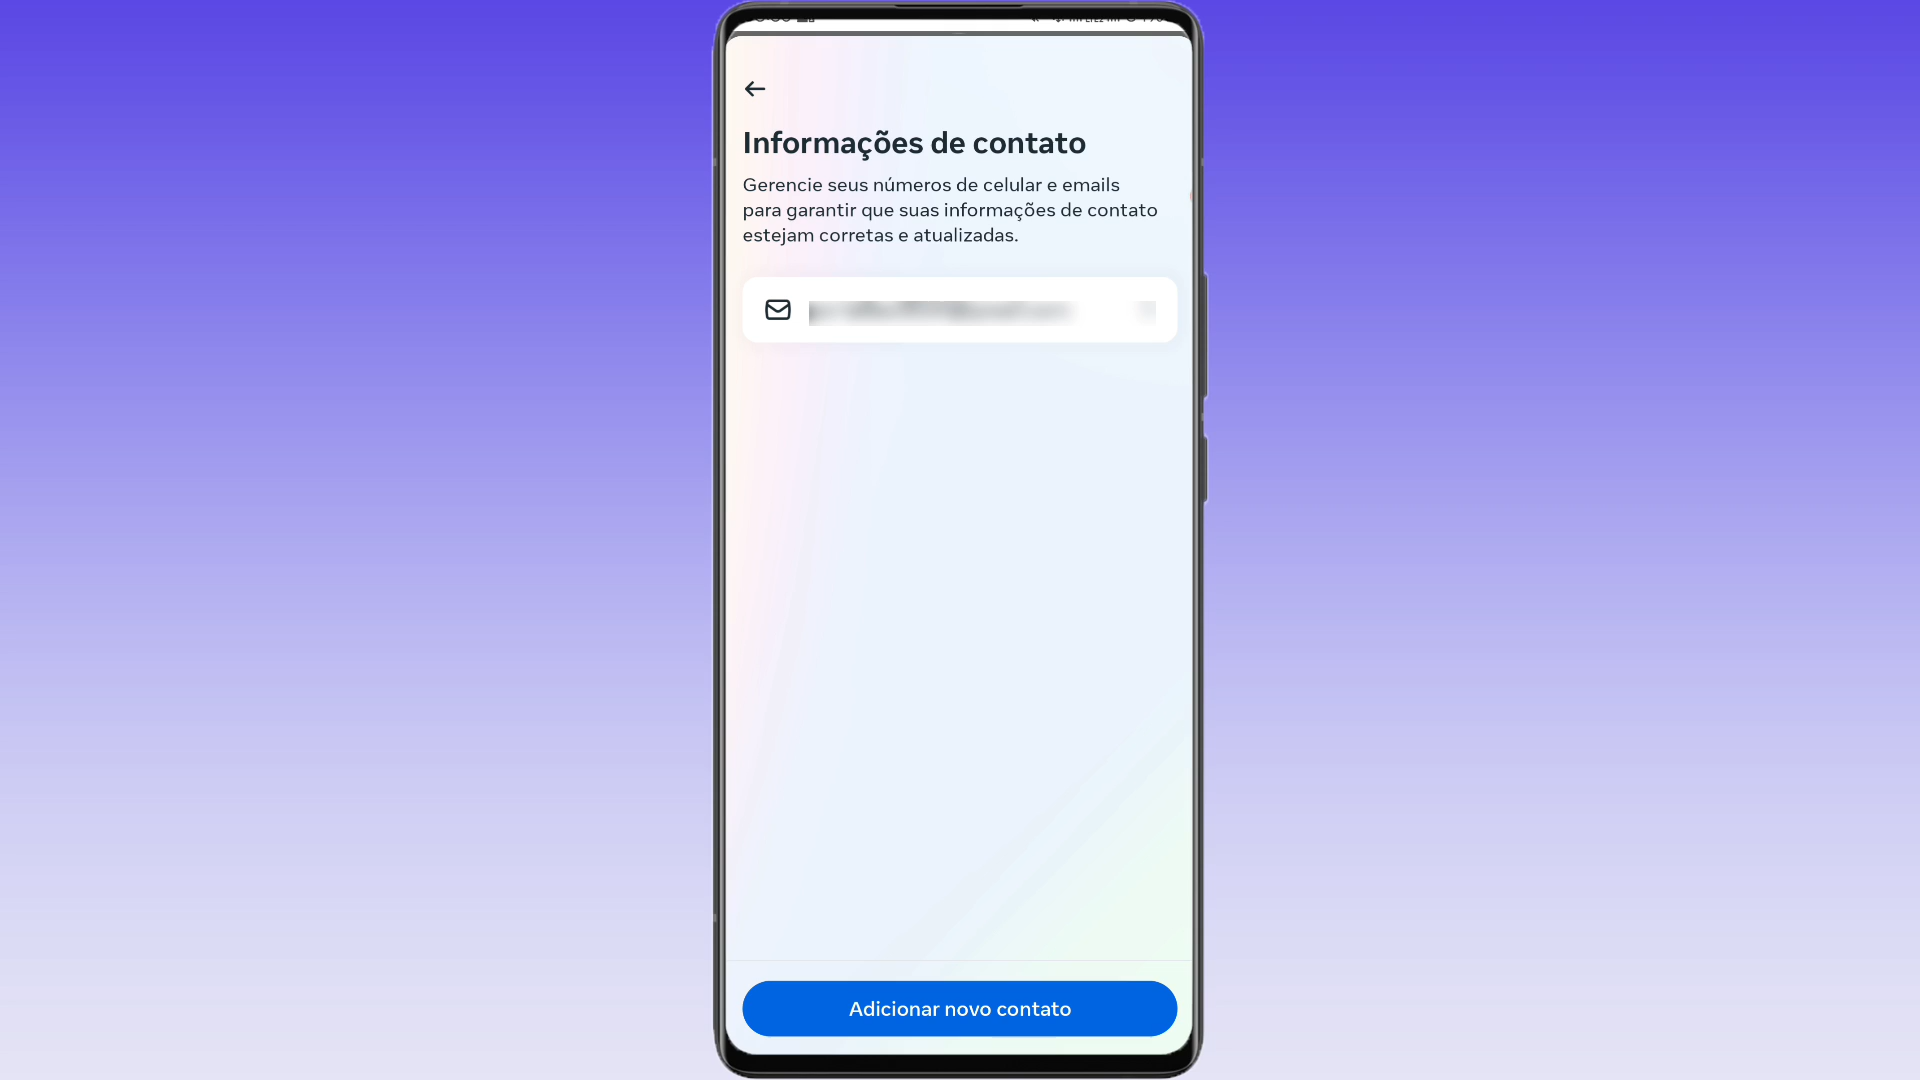 Informações de contato
Gerencie seus números de celular e emails
para garantir que suas informações de contato
estejam corretas e atualizadas.
Adicionar novo contato